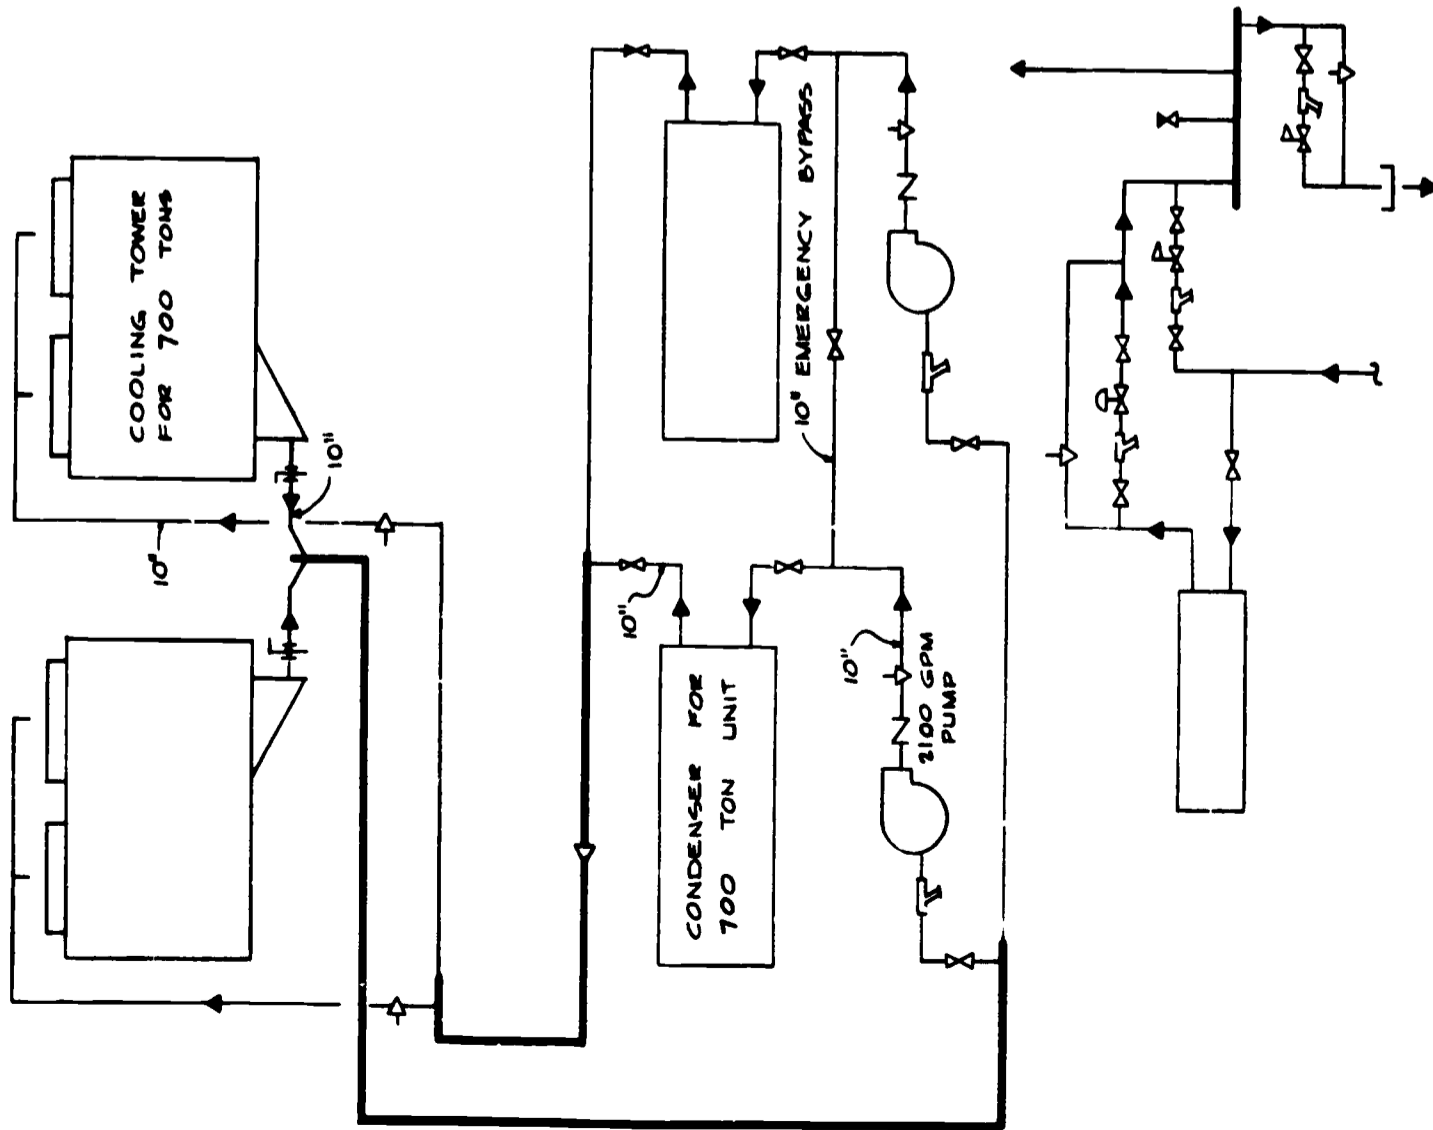 COOLING TOWER
FOR 700 TONS
10"
10"
10" EMERGENCY BYPASS
10"
CONDENSER FOR
700 TON UNIT
10"
2100 GPM
PUMP